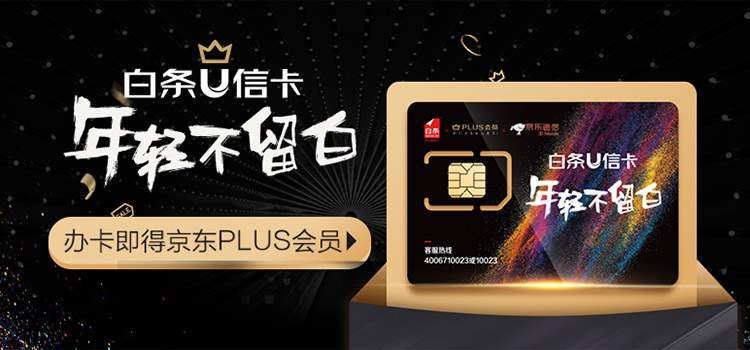 白条U信卡
年轻不留白
办卡即得京东PLUS会员
SALE
白条
PLUS会员
京东通信
JD Mobile
白条U信卡
年轻不留白
客服热线
4006710023或10023